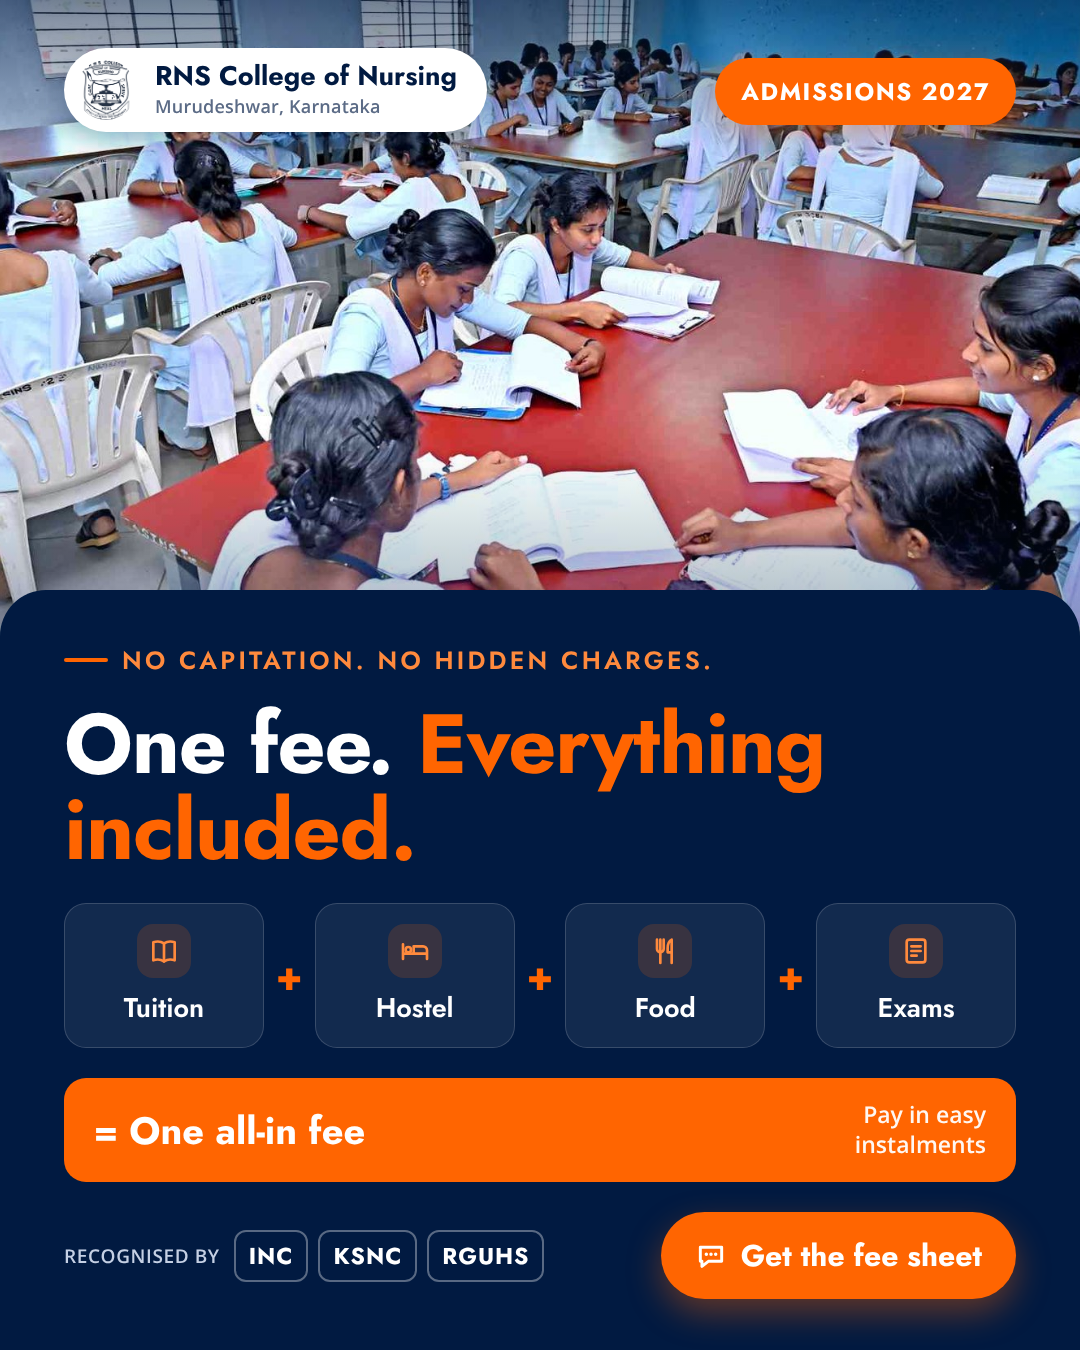 RNS College of Nursing
Murudeshwar, Karnataka
ADMISSIONS 2027
NO CAPITATION. NO HIDDEN CHARGES.
One fee. Everything
included.
Tuition + Hostel + Food + Exams
= One all-in fee
Pay in easy
instalments
RECOGNISED BY INC KSNC RGUHS
Get the fee sheet